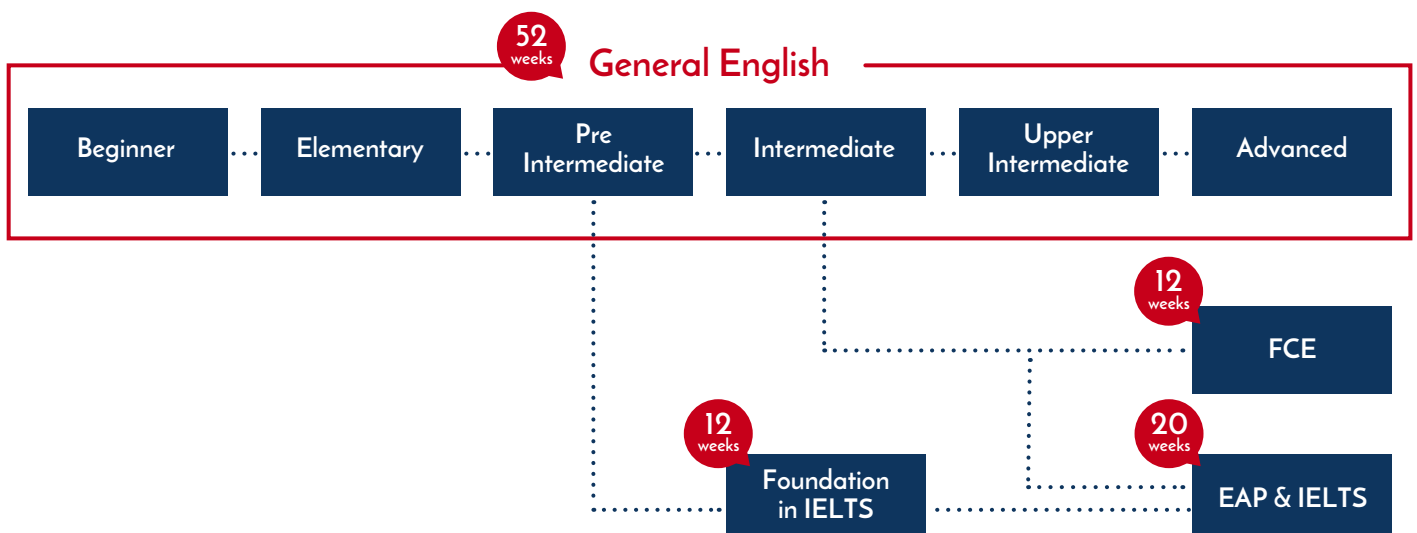 52
weeks
General English
Beginner
Elementary
Pre
Intermediate
Intermediate
Upper
Intermediate
Advanced
12
weeks
FCE
12
weeks
Foundation
in IELTS
20
weeks
EAP & IELTS